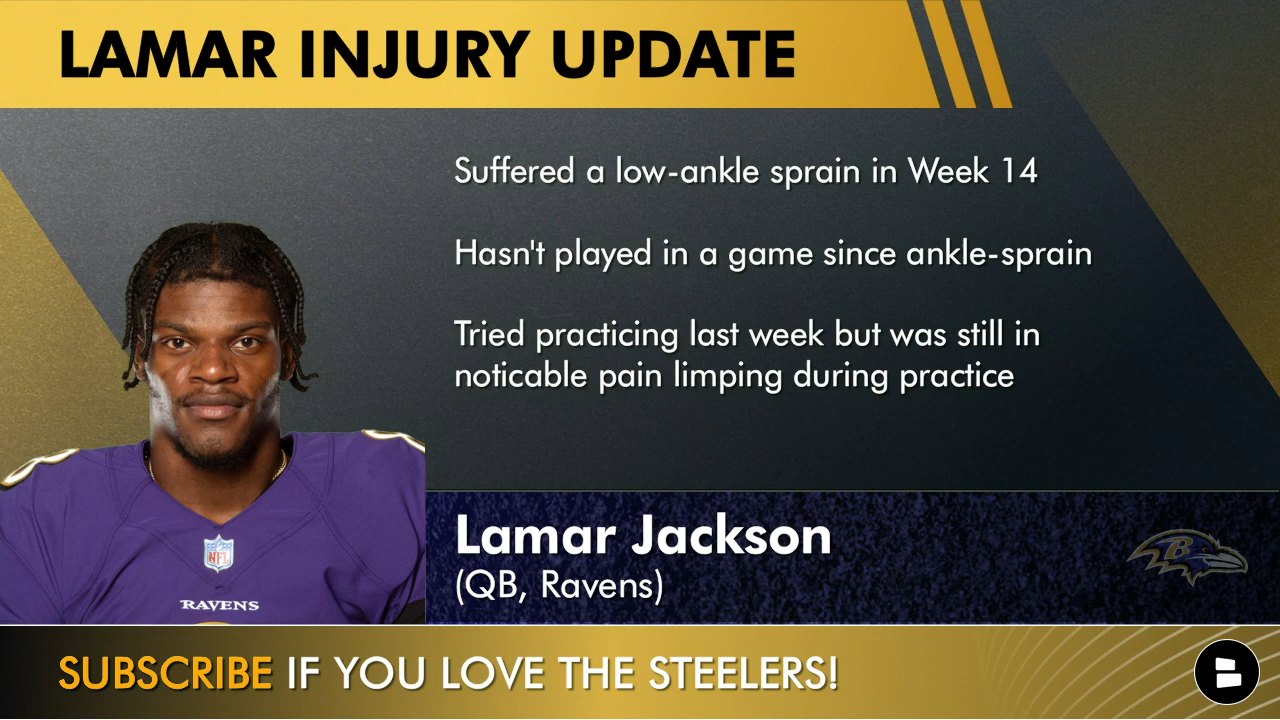 LAMAR INJURY UPDATE
Suffered a low-ankle sprain in Week 14
Hasn't played in a game since ankle-sprain
Tried practicing last week but was still in
noticable pain limping during practice
NFL
RAVENS
Lamar Jackson
(QB, Ravens)
B
SUBSCRIBE IF YOU LOVE THE STEELERS!